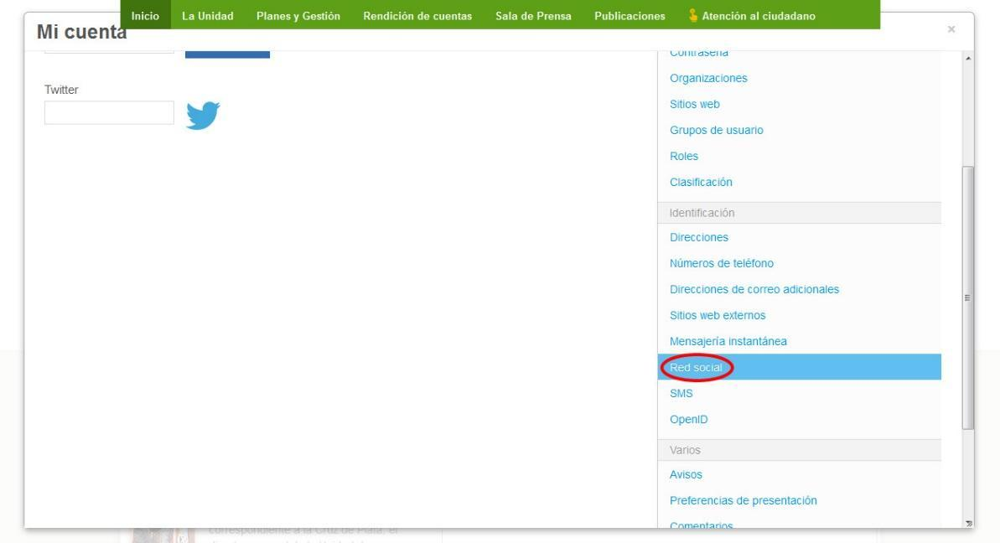 Inicio La Unidad Planes y Gestión Rendición de cuentas Sala de Prensa Publicaciones Atención al ciudadano
Mi cuenta ×
Twitter
Contraseña
Organizaciones
Sitios web
Grupos de usuario
Roles
Clasificación
Identificación
Direcciones
Números de teléfono
Direcciones de correo adicionales
Sitios web externos
Mensajería instantánea
Red social
SMS
OpenID
Varios
Avisos
Preferencias de presentación
Comentarios
correspondiente a la Cruz de Plata, el